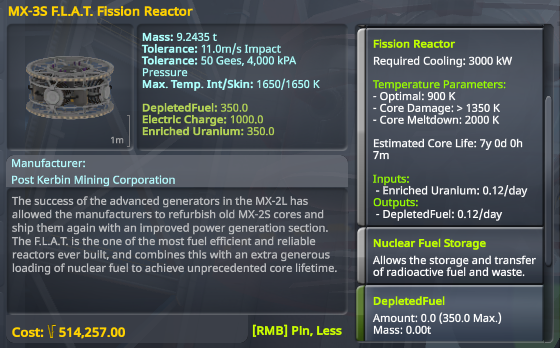 MX-3S F.L.A.T. Fission Reactor
Mass: 9.2435 t
Tolerance: 11.0m/s Impact
Tolerance: 50 Gees, 4,000 kPA
Pressure
Max. Temp. Int/Skin: 1650/1650 K
DepletedFuel: 350.0
Electric Charge: 1000.0
Enriched Uranium: 350.0
1m
Manufacturer:
Post Kerbin Mining Corporation
The success of the advanced generators in the MX-2L has
allowed the manufacturers to refurbish old MX-2S cores and
ship them again with an improved power generation section.
The F.L.A.T. is the one of the most fuel efficient and reliable
reactors ever built, and combines this with an extra generous
loading of nuclear fuel to achieve unprecedented core lifetime.
Cost: 514,257.00
[RMB] Pin, Less
Fission Reactor
Required Cooling: 3000 kW
Temperature Parameters:
- Optimal: 900 K
- Core Damage: > 1350 K
- Core Meltdown: 2000 K
Estimated Core Life: 7y 0d 0h
7m
Inputs:
- Enriched Uranium: 0.12/day
Outputs:
- DepletedFuel: 0.12/day
Nuclear Fuel Storage
Allows the storage and transfer
of radioactive fuel and waste.
DepletedFuel
Amount: 0.0 (350.0 Max.)
Mass: 0.00t